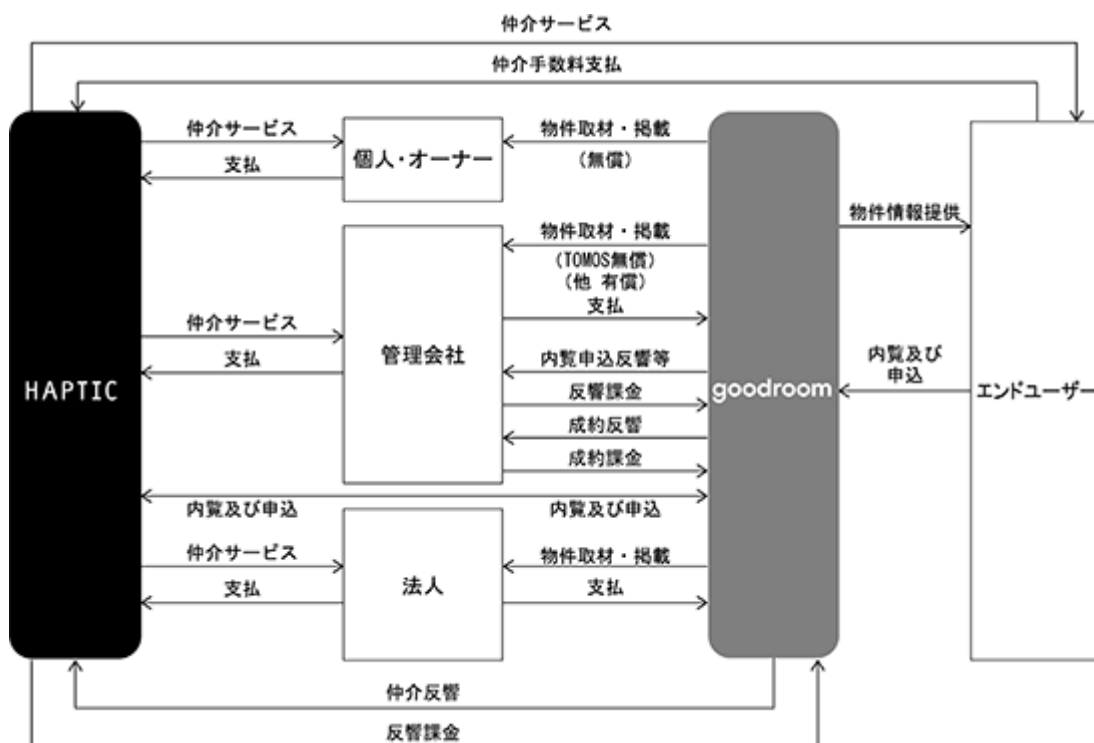 仲介サービス
仲介手数料支払
仲介サービス
支払
個人・オーナー
物件取材・掲載
（無償）
物件情報提供
物件取材・掲載
（TOMOS無償）
（他 有償）
支払
仲介サービス
支払
管理会社
内覧申込反響等
反響課金
成約反響
成約課金
HAPTIC
goodroom
内覧及び
申込
エンドユーザー
内覧及び申込
内覧及び申込
仲介サービス
支払
法人
物件取材・掲載
支払
仲介反響
反響課金